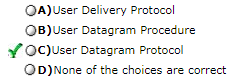 A)User Delivery Protocol
B)User Datagram Procedure
C)User Datagram Protocol
D)None of the choices are correct